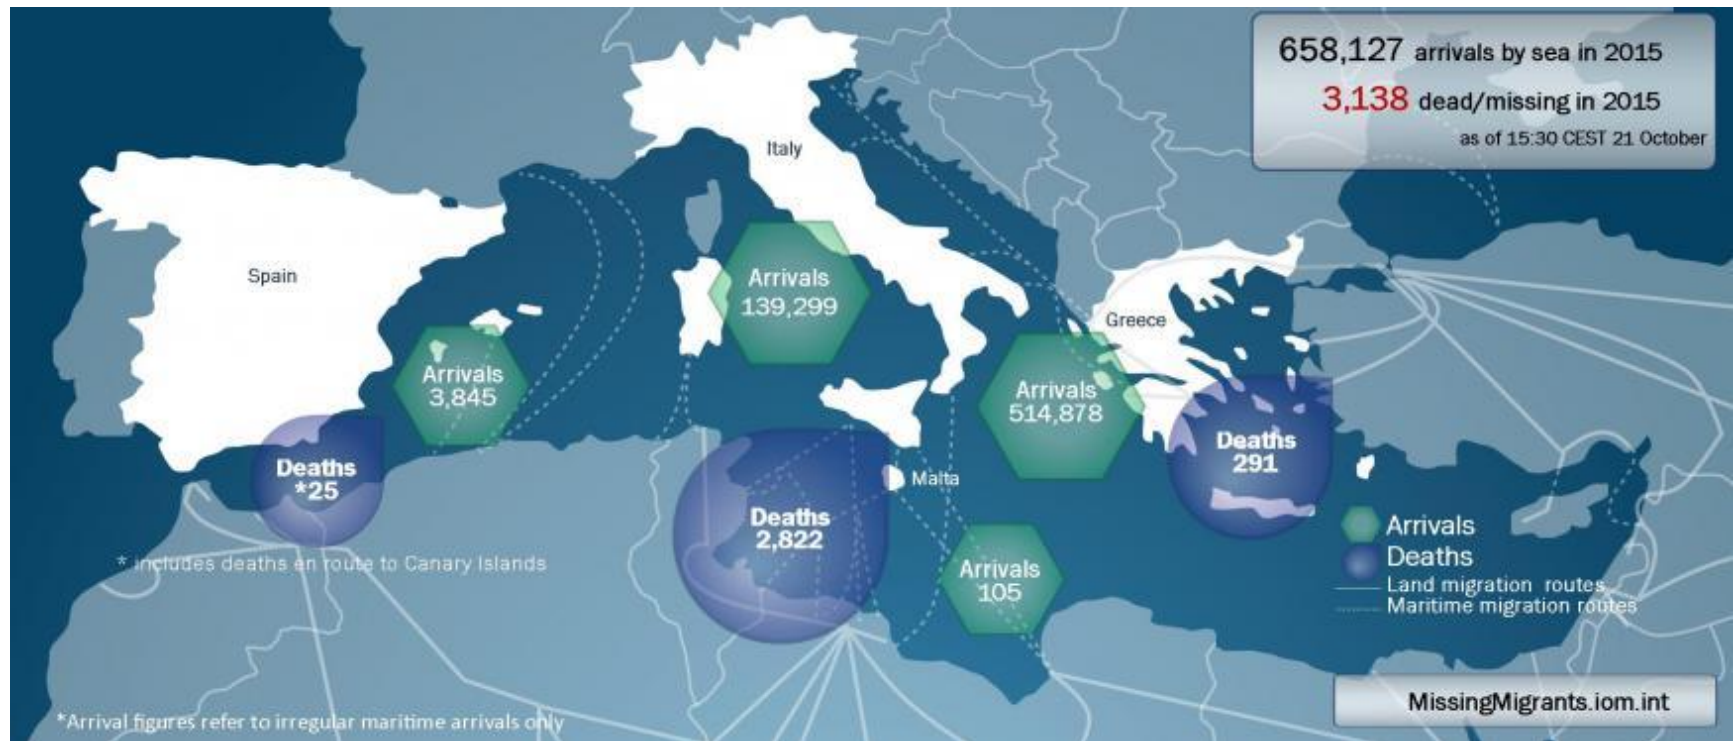 658,127 arrivals by sea in 2015
3,138 dead/missing in 2015
as of 15:30 CEST 21 October
Italy
Spain
Arrivals
139,299
Greece
Arrivals
3,845
Arrivals
514,878
Deaths
*25
Deaths
291
Malta
Deaths
2,822
Arrivals
105
* includes deaths en route to Canary Islands
Arrivals
Deaths
Land migration routes
Maritime migration routes
MissingMigrants.iom.int
*Arrival figures refer to irregular maritime arrivals only